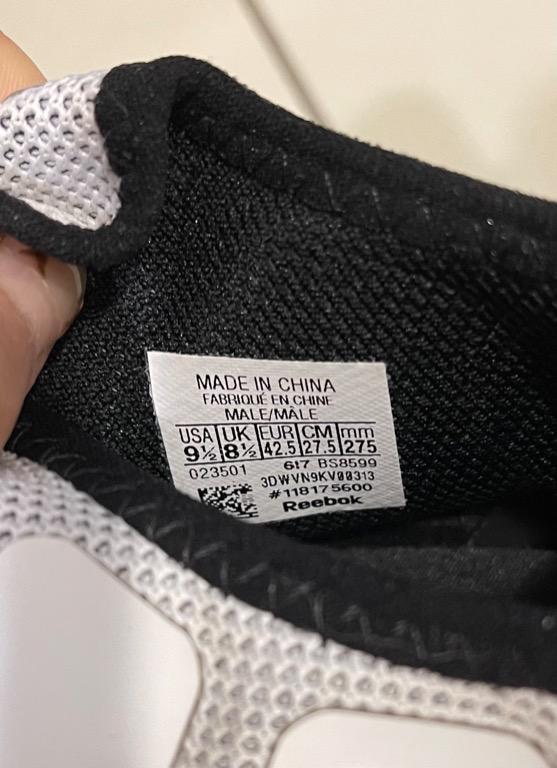 MADE IN CHINA
FABRIQUÉ EN CHINE
MALE/MÂLE
USA UK EUR CM mm
9½ 8½ 42.5 27.5 275
023501 617 BS8599
3DWVN9KV00313
#118175600
Reebok